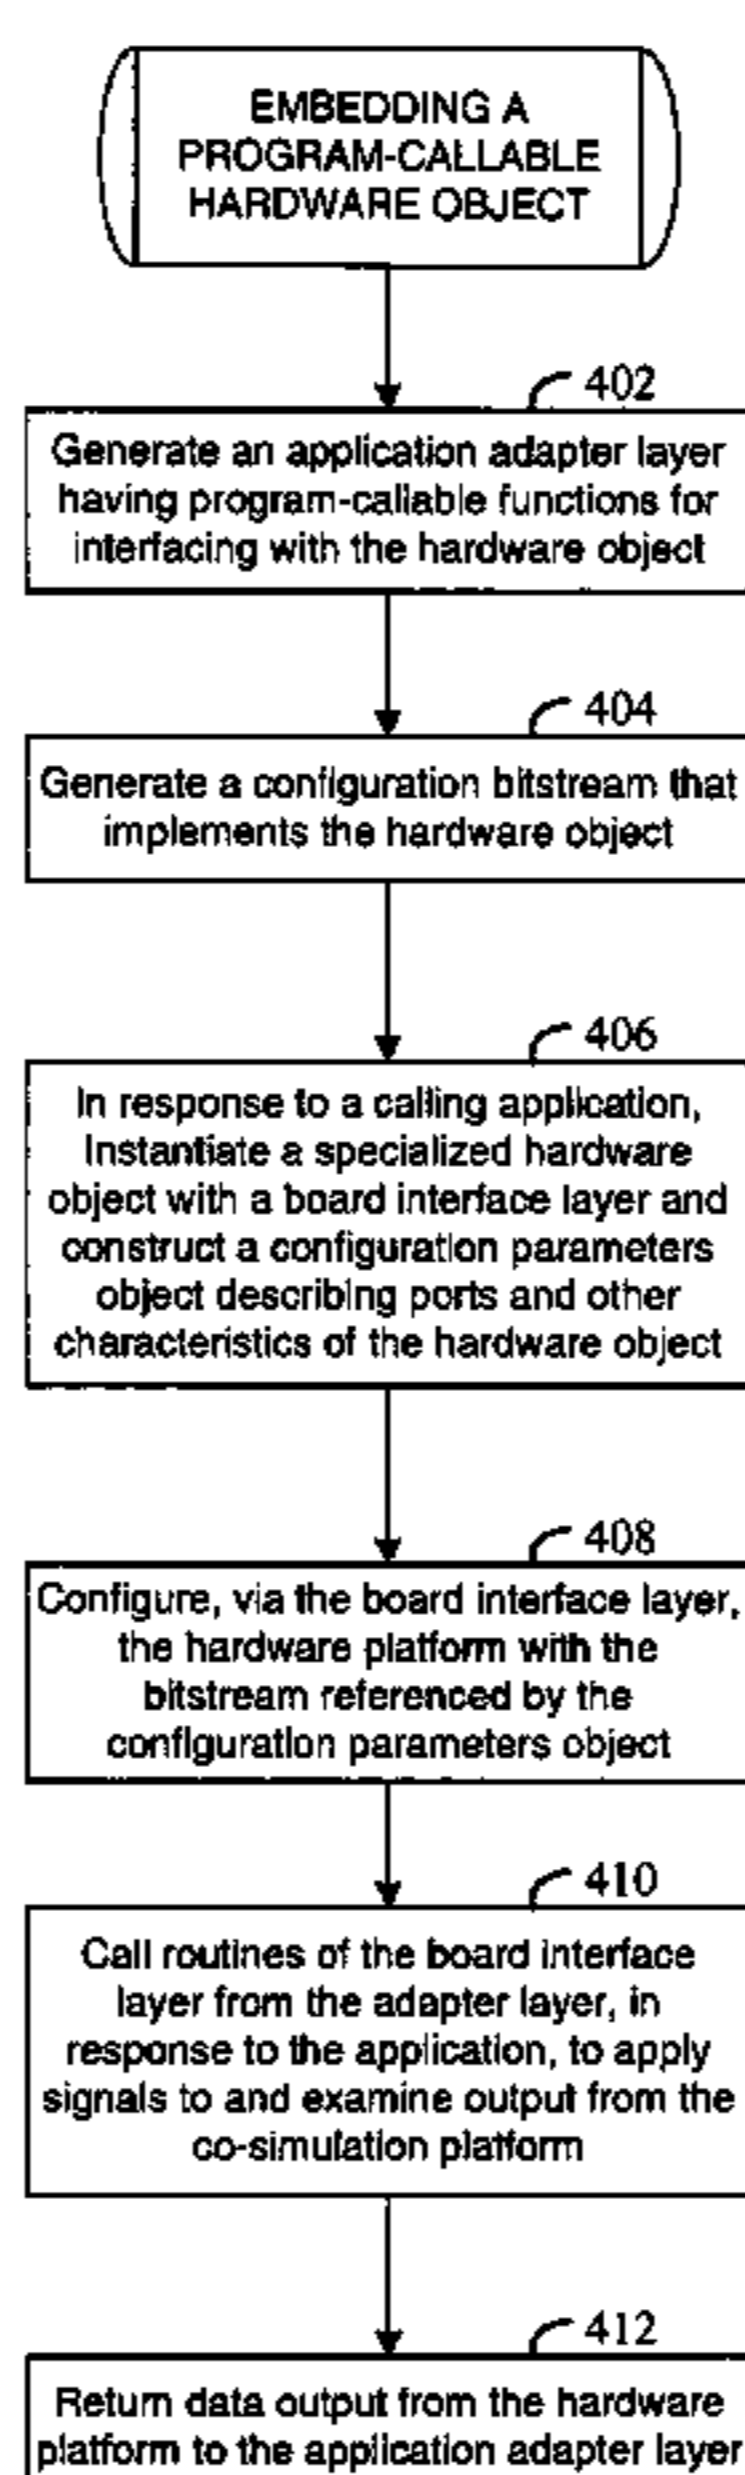 EMBEDDING A
PROGRAM-CALLABLE
HARDWARE OBJECT
402
Generate an application adapter layer
having program-callable functions for
interfacing with the hardware object
404
Generate a configuration bitstream that
implements the hardware object
406
In response to a calling application,
Instantiate a specialized hardware
object with a board interface layer and
construct a configuration parameters
object describing ports and other
characteristics of the hardware object
408
Configure, via the board interface layer,
the hardware platform with the
bitstream referenced by the
configuration parameters object
410
Call routines of the board interface
layer from the adapter layer, in
response to the application, to apply
signals to and examine output from the
co-simulation platform
412
Return data output from the hardware
platform to the application adapter layer